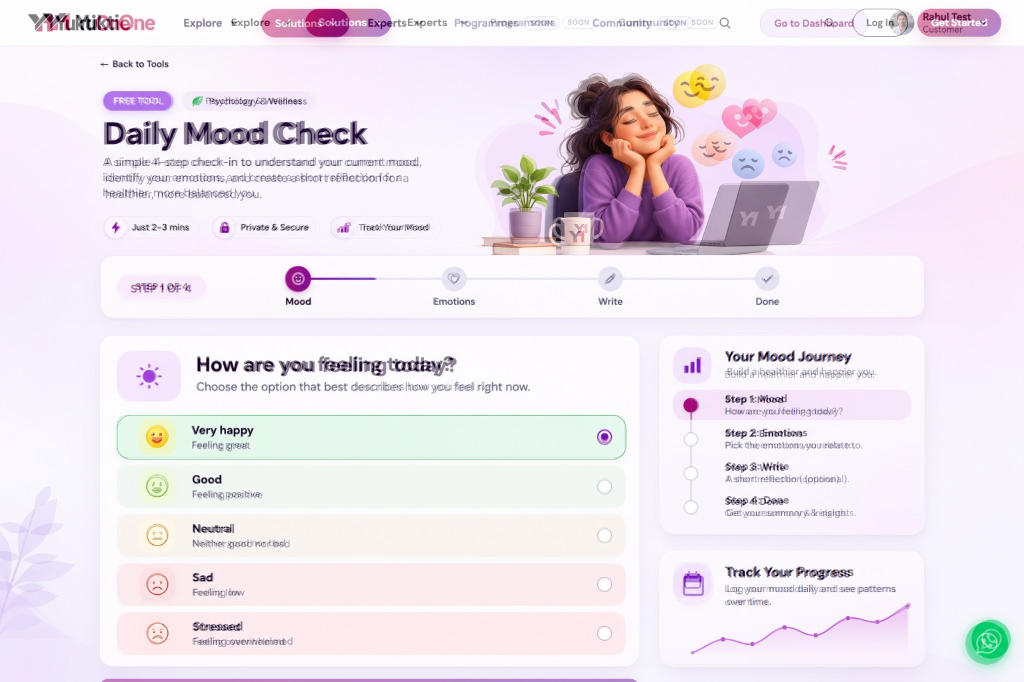 YuktiOne
Explore Solutions Experts Programmes SOON Community SOON Go to Dashboard Log In Get Started
Rahul Test
Customer
← Back to Tools
FREE TOOL Psychology & Wellness
Daily Mood Check
A simple 4-step check-in to understand your current mood,
identify your emotions, and create a short reflection for a
healthier, more balanced you.
Just 2–3 mins Private & Secure Track Your Mood
STEP 1 OF 4
Mood Emotions Write Done
How are you feeling today?
Choose the option that best describes how you feel right now.
Very happy
Feeling great
Good
Feeling positive
Neutral
Neither good nor bad
Sad
Feeling low
Stressed
Feeling overwhelmed
Your Mood Journey
Build a healthier and happier you.
Step 1: Mood
How are you feeling today?
Step 2: Emotions
Pick the emotions you relate to.
Step 3: Write
A short reflection (optional).
Step 4: Done
Get your summary & insights.
Track Your Progress
Log your mood daily and see patterns
over time.